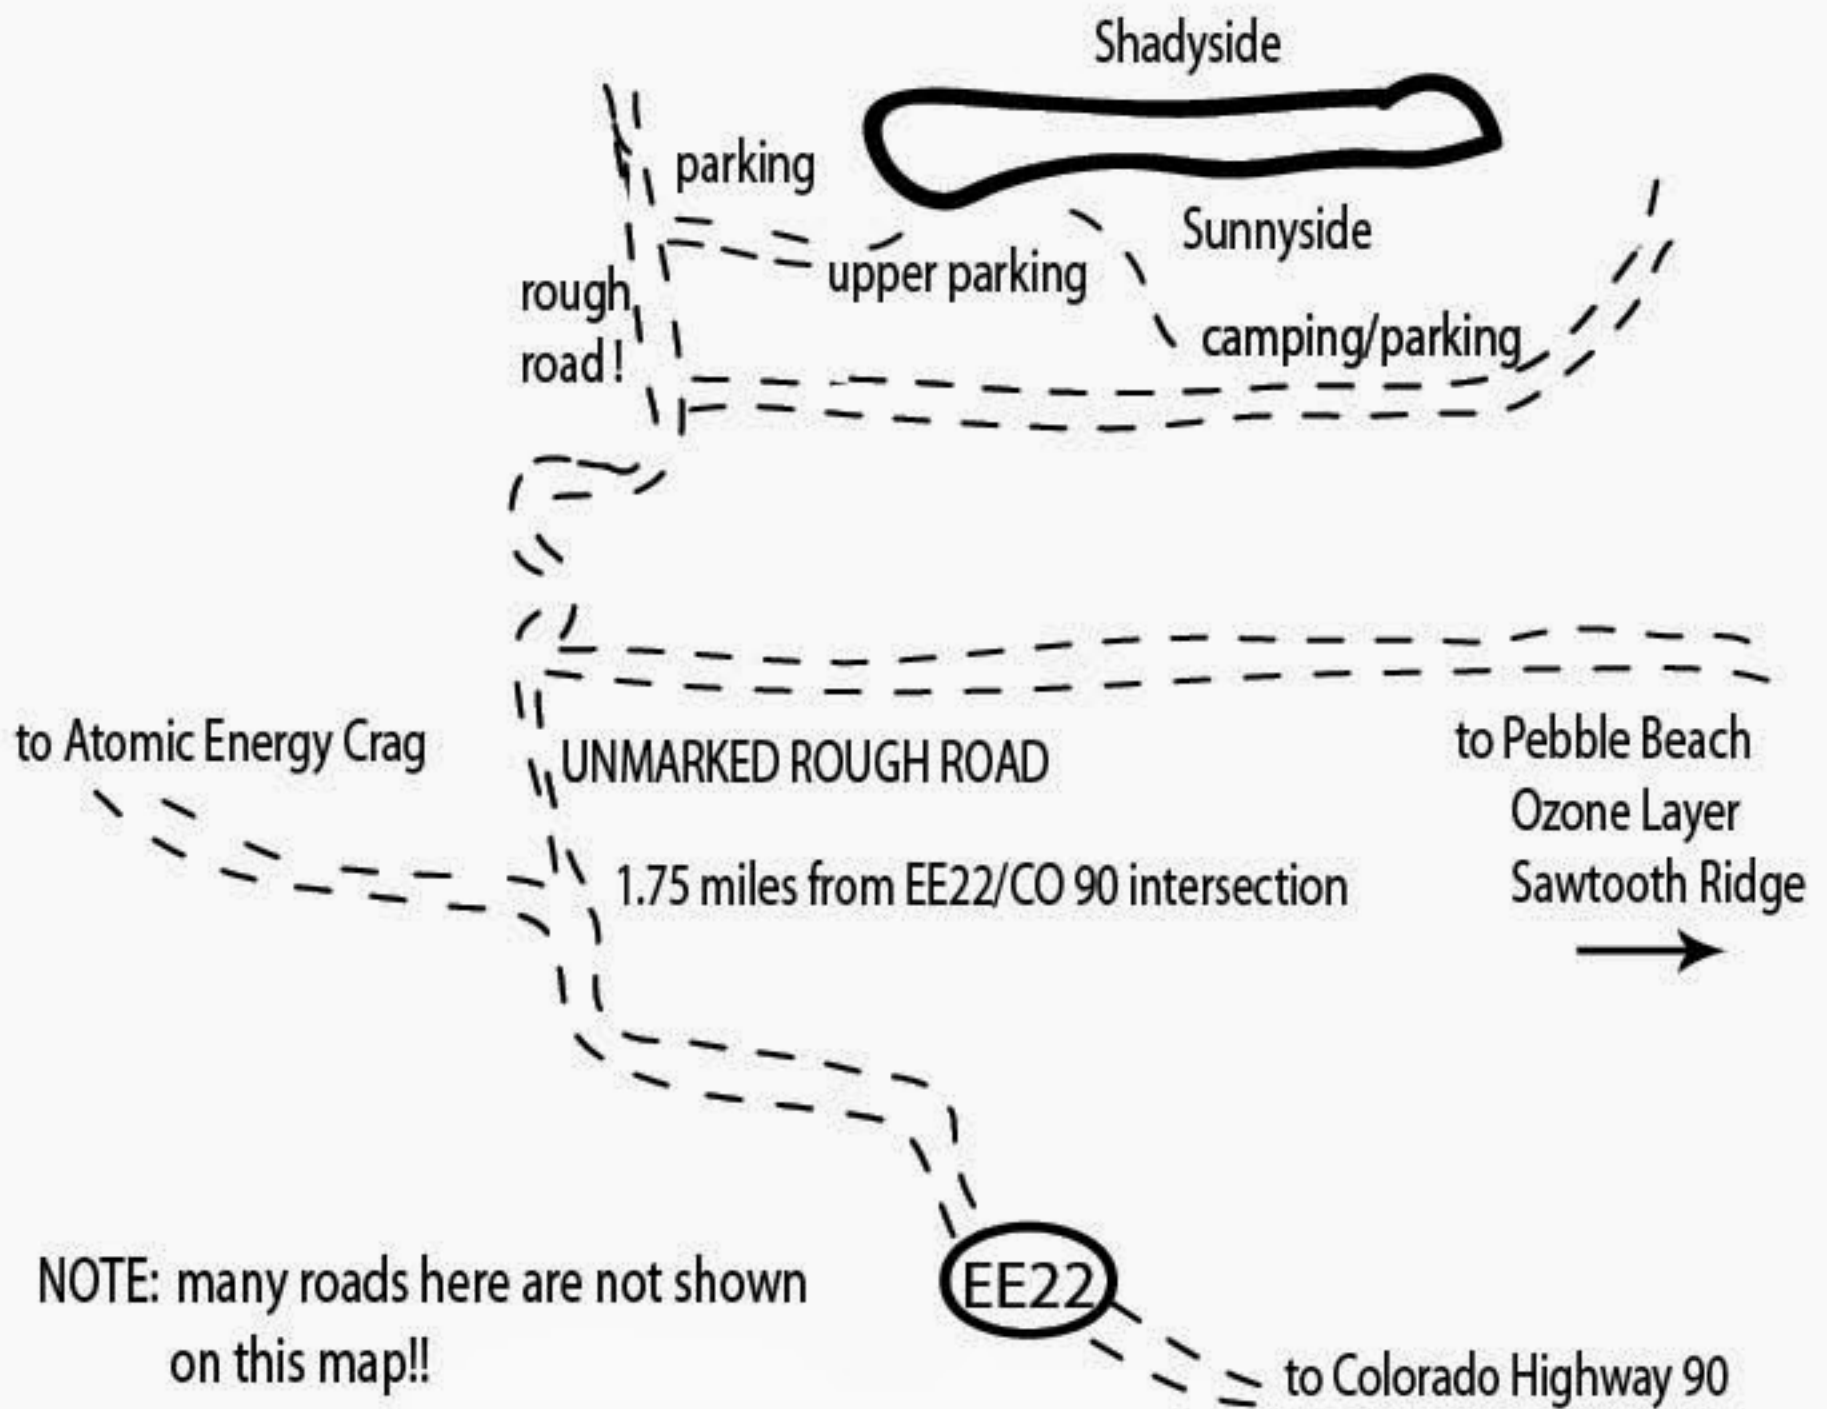 Shadyside
parking
Sunnyside
upper parking
rough
road!
camping/parking
to Atomic Energy Crag
UNMARKED ROUGH ROAD
to Pebble Beach
Ozone Layer
Sawtooth Ridge
1.75 miles from EE22/CO 90 intersection
EE22
NOTE: many roads here are not shown
on this map!!
to Colorado Highway 90